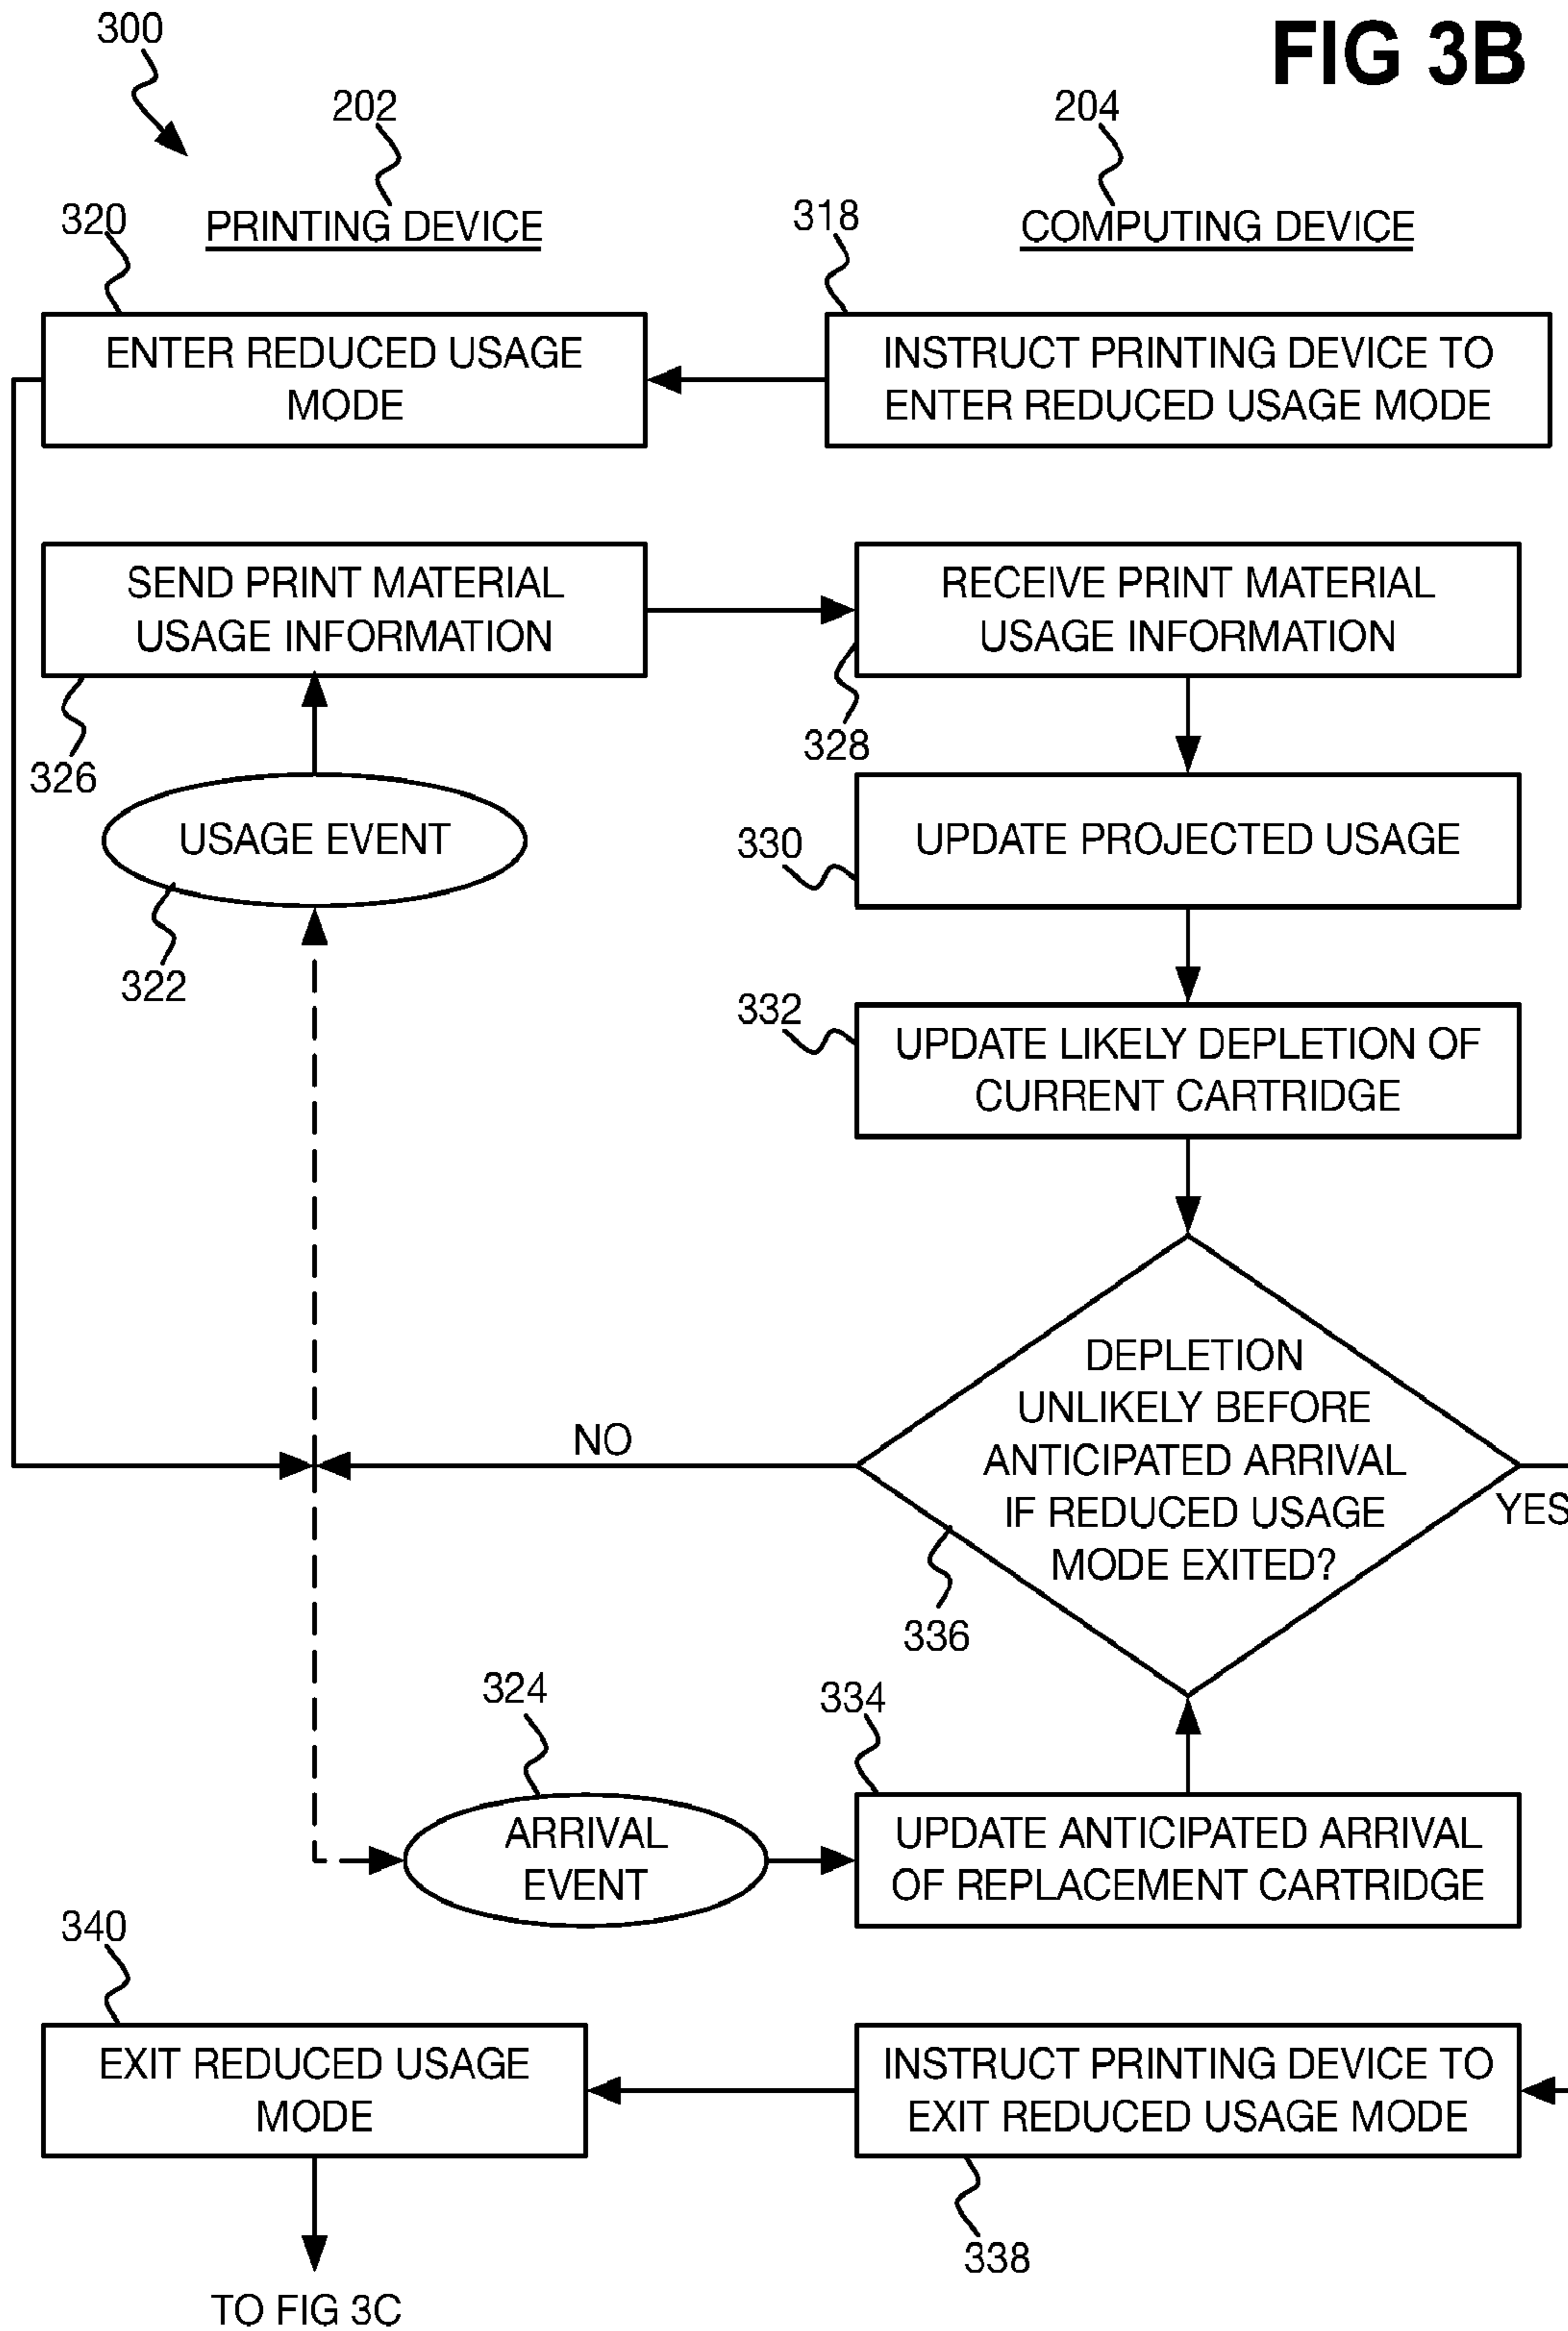 300
FIG 3B
202
204
320
PRINTING DEVICE
318
COMPUTING DEVICE
ENTER REDUCED USAGE
MODE
INSTRUCT PRINTING DEVICE TO
ENTER REDUCED USAGE MODE
SEND PRINT MATERIAL
USAGE INFORMATION
RECEIVE PRINT MATERIAL
USAGE INFORMATION
326
328
USAGE EVENT
330
UPDATE PROJECTED USAGE
322
332
UPDATE LIKELY DEPLETION OF
CURRENT CARTRIDGE
DEPLETION
UNLIKELY BEFORE
ANTICIPATED ARRIVAL
IF REDUCED USAGE
MODE EXITED?
NO
YES
336
324
334
ARRIVAL
EVENT
UPDATE ANTICIPATED ARRIVAL
OF REPLACEMENT CARTRIDGE
340
EXIT REDUCED USAGE
MODE
INSTRUCT PRINTING DEVICE TO
EXIT REDUCED USAGE MODE
338
TO FIG 3C